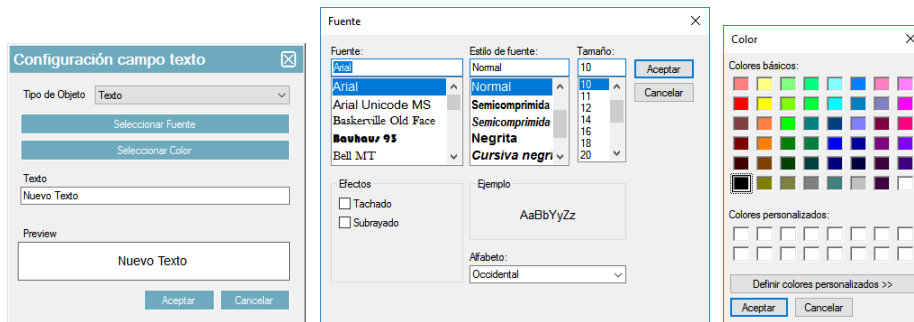 Configuración campo texto
Tipo de Objeto Texto
Seleccionar Fuente
Seleccionar Color
Texto
Nuevo Texto
Preview
Nuevo Texto
Aceptar Cancelar
Fuente
Fuente: Estilo de fuente: Tamaño:
Arial Normal 10
Aceptar
Cancelar
Arial
Arial Unicode MS
Baskerville Old Face
Bauhaus 93
Bell MT
Normal
Semicomprimida
Semicomprimida
Negrita
Cursiva negri
10
11
12
14
16
18
20
Efectos
Tachado
Subrayado
Ejemplo
AaBbYyZz
Alfabeto:
Occidental
Color
Colores básicos:
Colores personalizados:
Definir colores personalizados >>
Aceptar Cancelar